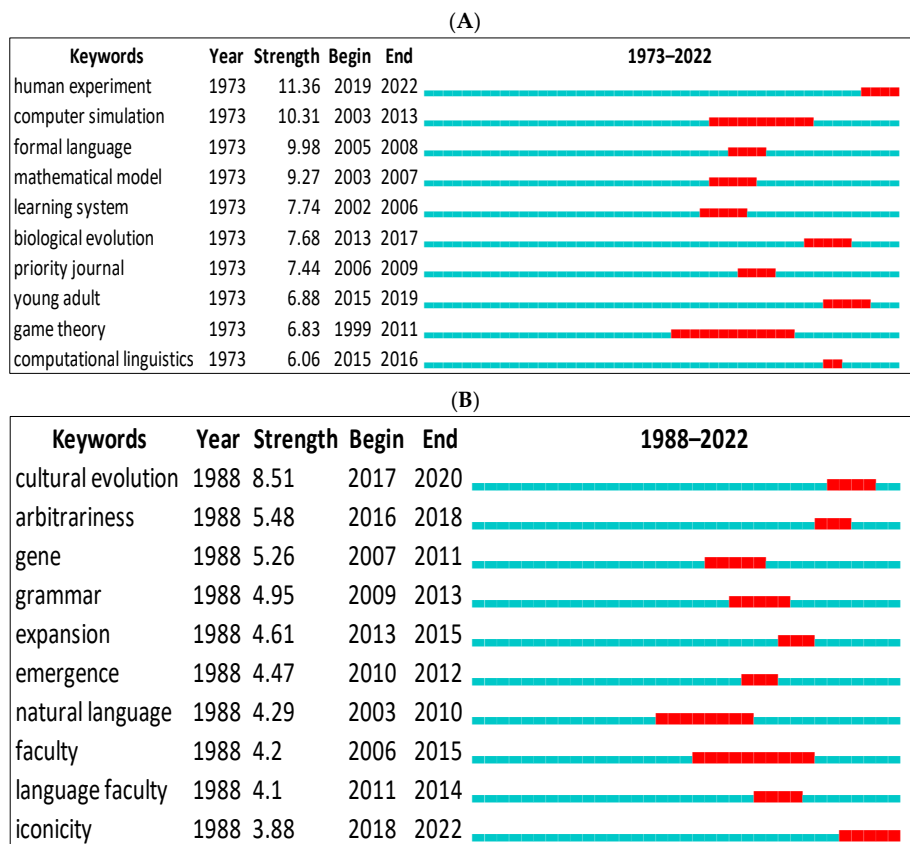 (A)
Keywords Year Strength Begin End 1973–2022
human experiment 1973 11.36 2019 2022
computer simulation 1973 10.31 2003 2013
formal language 1973 9.98 2005 2008
mathematical model 1973 9.27 2003 2007
learning system 1973 7.74 2002 2006
biological evolution 1973 7.68 2013 2017
priority journal 1973 7.44 2006 2009
young adult 1973 6.88 2015 2019
game theory 1973 6.83 1999 2011
computational linguistics 1973 6.06 2015 2016
(B)
Keywords Year Strength Begin End 1988–2022
cultural evolution 1988 8.51 2017 2020
arbitrariness 1988 5.48 2016 2018
gene 1988 5.26 2007 2011
grammar 1988 4.95 2009 2013
expansion 1988 4.61 2013 2015
emergence 1988 4.47 2010 2012
natural language 1988 4.29 2003 2010
faculty 1988 4.2 2006 2015
language faculty 1988 4.1 2011 2014
iconicity 1988 3.88 2018 2022